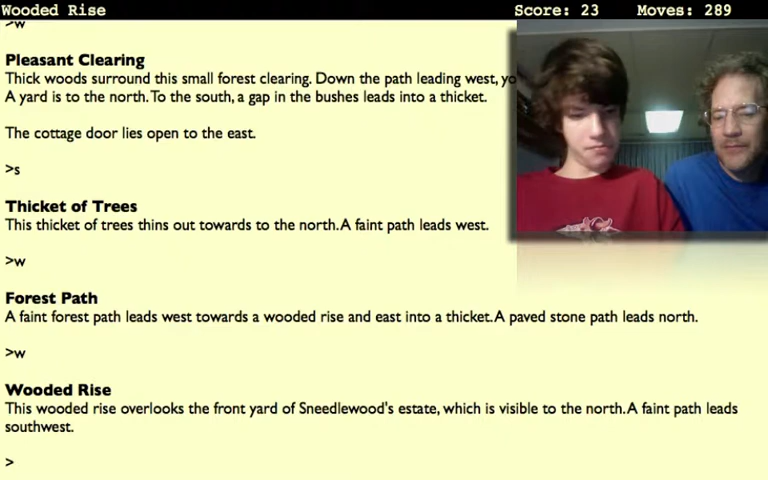 Wooded Rise Score: 23 Moves: 289
>w
Pleasant Clearing
Thick woods surround this small forest clearing. Down the path leading west, yo
A yard is to the north. To the south, a gap in the bushes leads into a thicket.
The cottage door lies open to the east.
>s
Thicket of Trees
This thicket of trees thins out towards to the north. A faint path leads west.
>w
Forest Path
A faint forest path leads west towards a wooded rise and east into a thicket. A paved stone path leads north.
>w
Wooded Rise
This wooded rise overlooks the front yard of Sneedlewood's estate, which is visible to the north. A faint path leads
southwest.
>